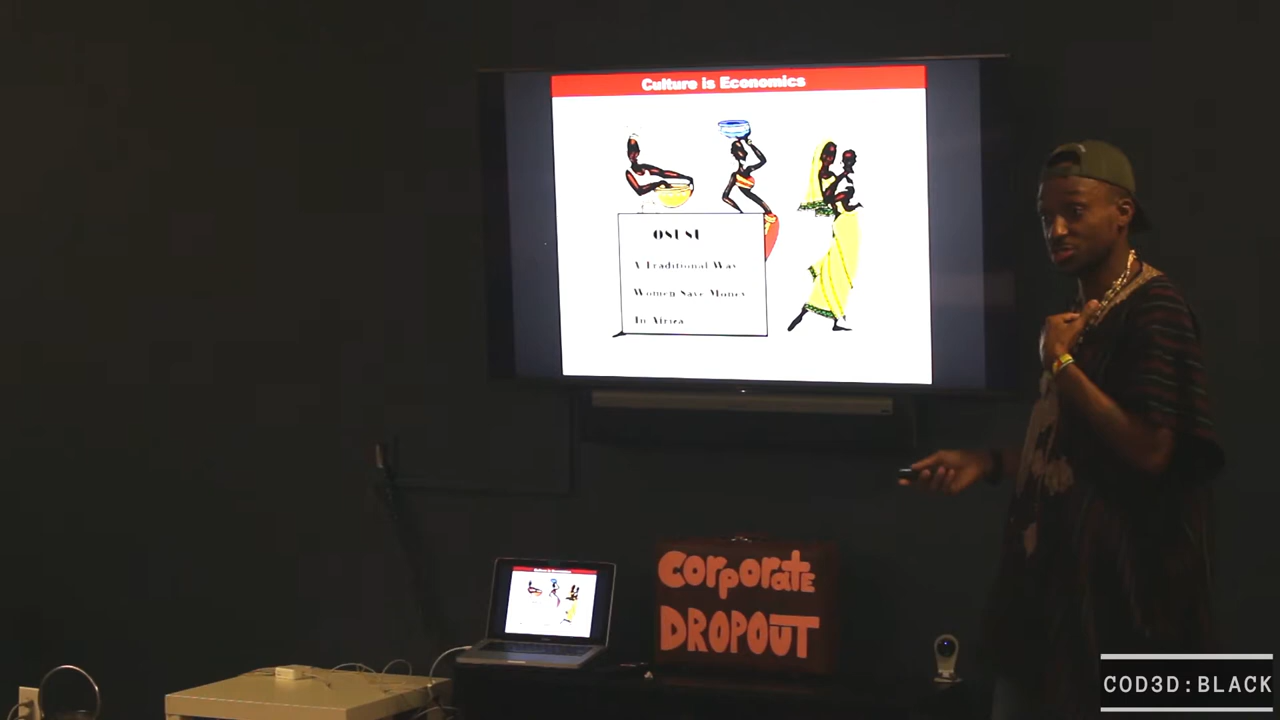 Culture is Economics
OSUSU
A Traditional Way
Women Save Money
In Africa
Corporate
DROPOUT
COD3D:BLACK